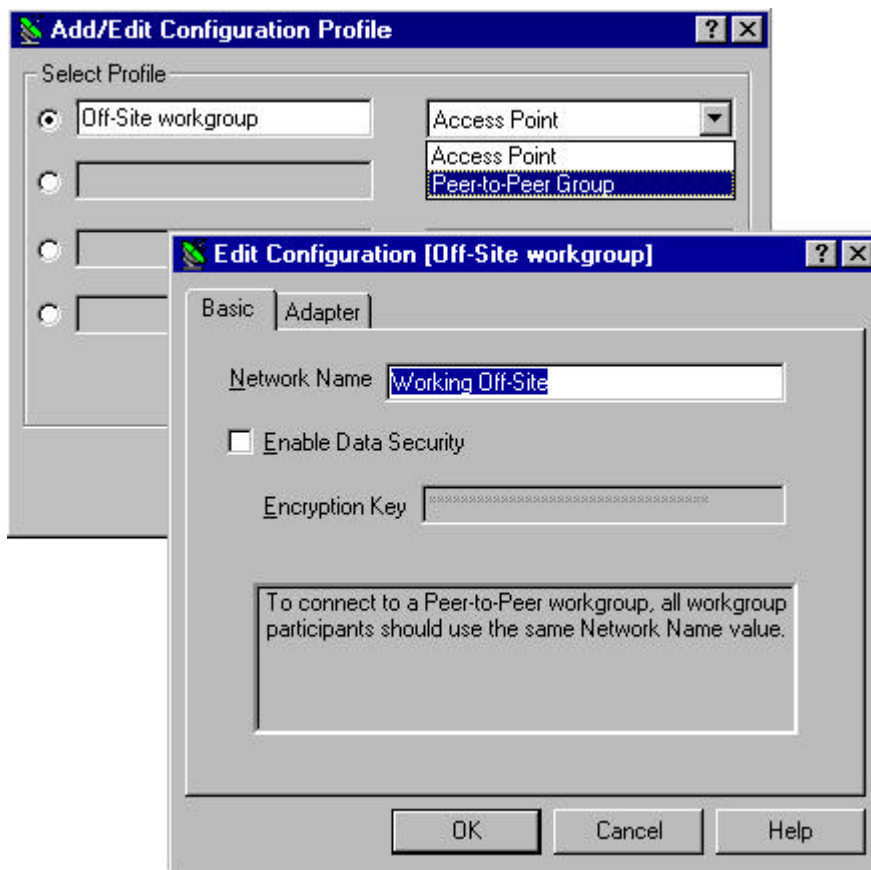 Add/Edit Configuration Profile
Select Profile
Off-Site workgroup
Access Point
Access Point
Peer-to-Peer Group
Edit Configuration [Off-Site workgroup]
Basic
Adapter
Network Name
Working Off-Site
Enable Data Security
Encryption Key
To connect to a Peer-to-Peer workgroup, all workgroup
participants should use the same Network Name value.
OK
Cancel
Help